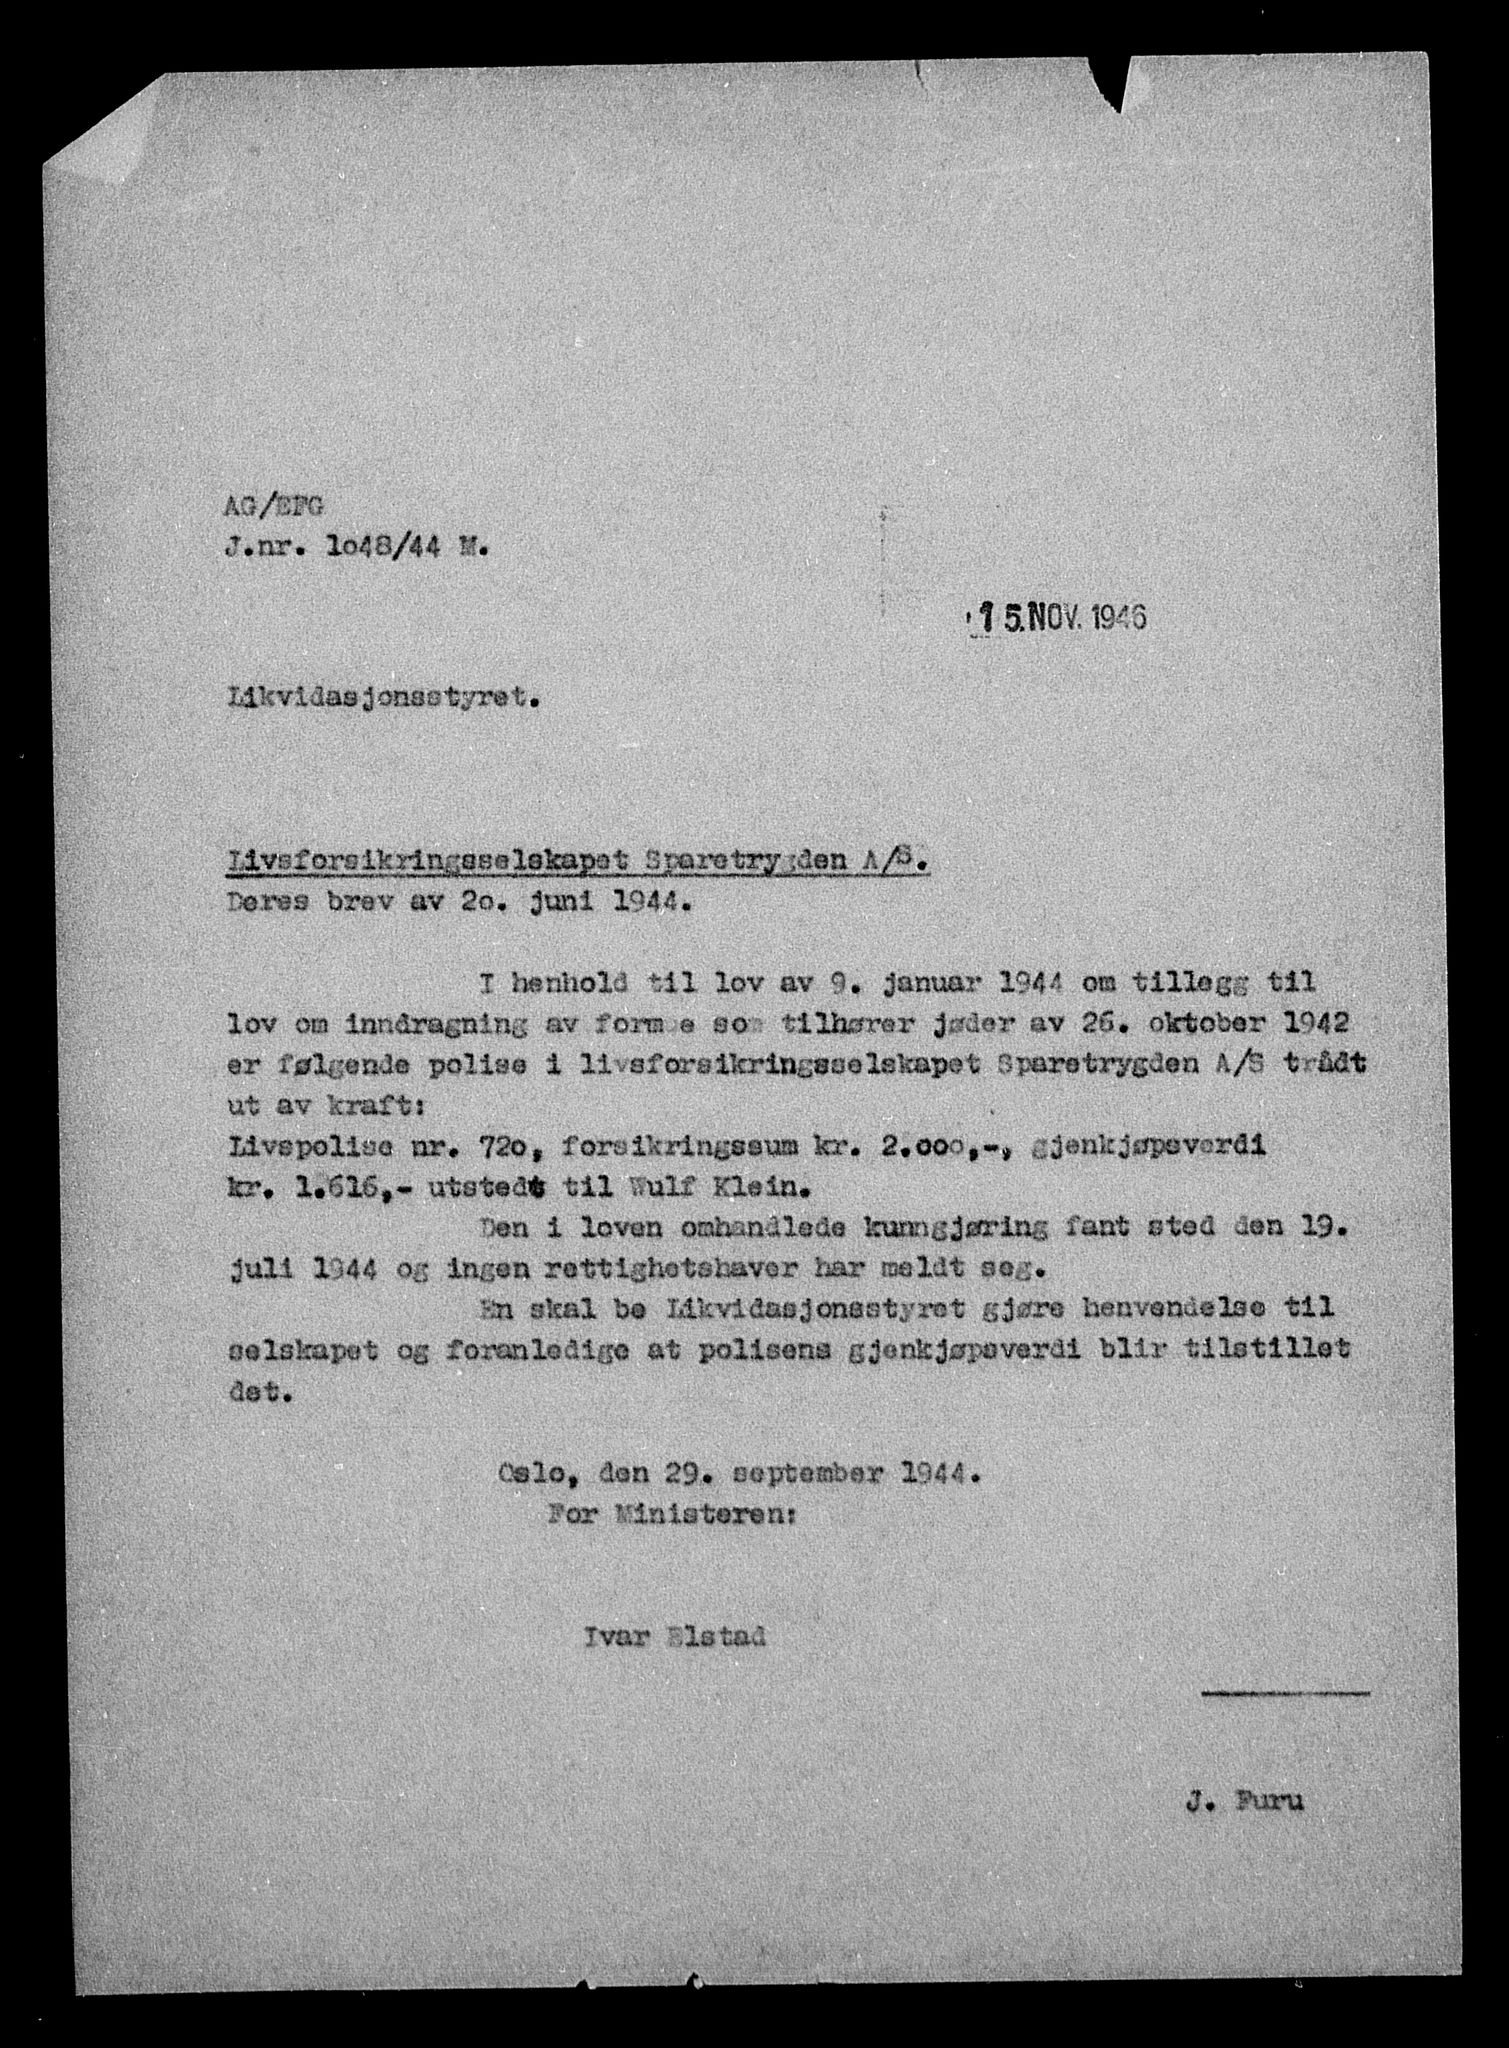 AG/EFG
J.nr. 1o48/44 M.
15.NOV.1946
Likvidasjonsstyret.
Livsforsikringsselskapet Sparetrygden A/S.
Deres brev av 2o. juni 1944.
I henhold til lov av 9. januar 1944 om tillegg til
lov om inndragning av formue som tilhører jøder av 26. oktober 1942
er følgende polise i livsforsikringsselskapet Sparetrygden A/S trådt
ut av kraft:
Livspolise nr. 72o, forsikringssum kr. 2.ooo,-, gjenkjøpsverdi
kr. 1.616,- utstedt til Wulf Klein.
Den i loven omhandlede kunngjøring fant sted den 19.
juli 1944 og ingen rettighetshaver har meldt seg.
En skal be Likvidasjonsstyret gjøre henvendelse til
selskapet og foranledige at polisens gjenkjøpsverdi blir tilstillet
det.
Oslo, den 29. september 1944.
For Ministeren:
Ivar Elstad
J. Furu